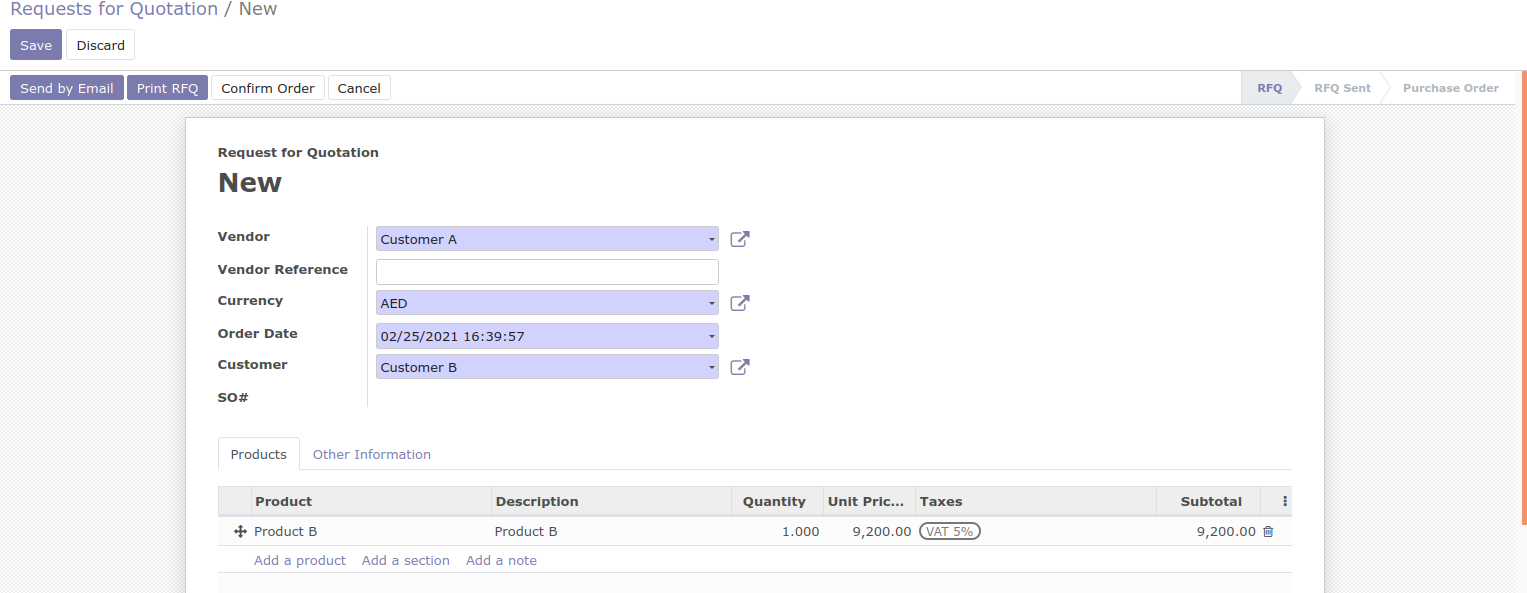 Requests for Quotation / New
Save Discard
Send by Email Print RFQ Confirm Order Cancel RFQ RFQ Sent Purchase Order
Request for Quotation
New
Vendor Customer A
Vendor Reference
Currency AED
Order Date 02/25/2021 16:39:57
Customer Customer B
SO#
Products Other Information
Product Description Quantity Unit Pric... Taxes Subtotal
Product B Product B 1.000 9,200.00 VAT 5% 9,200.00
Add a product Add a section Add a note